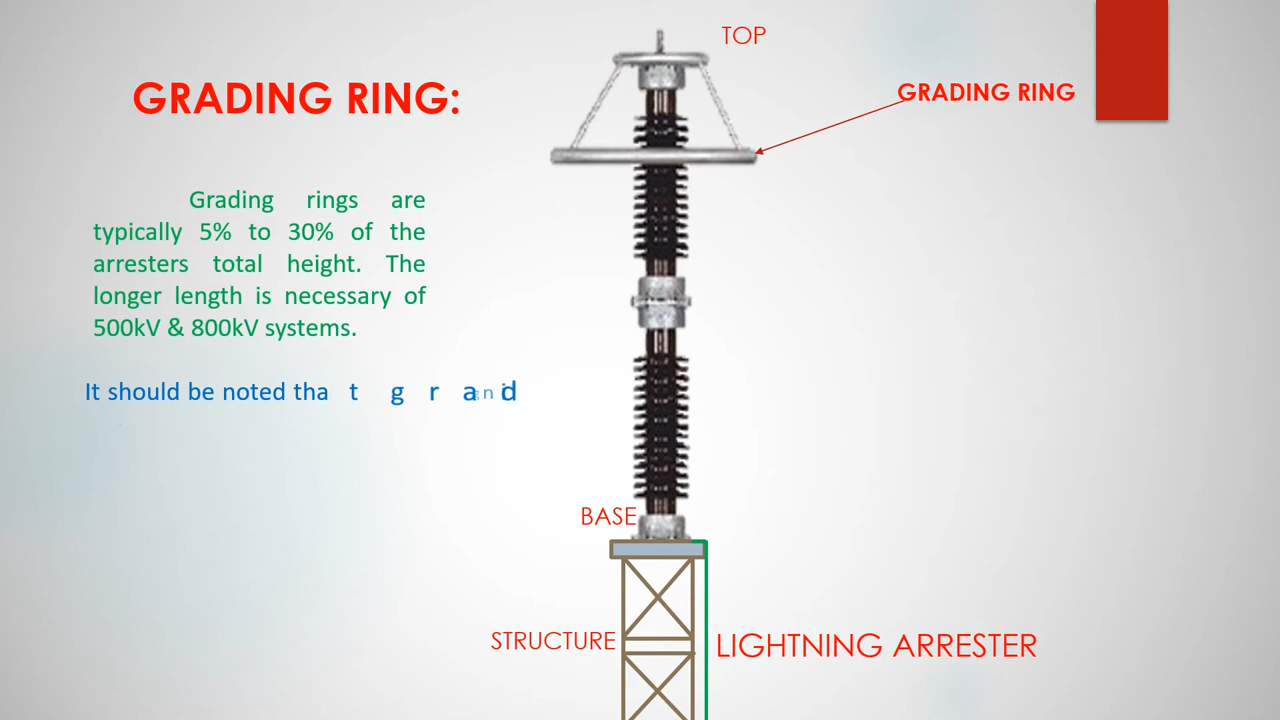 TOP
GRADING RING:
GRADING RING
Grading rings are
typically 5% to 30% of the
arresters total height. The
longer length is necessary of
500kV & 800kV systems.
It should be noted that
BASE
STRUCTURE
LIGHTNING ARRESTER